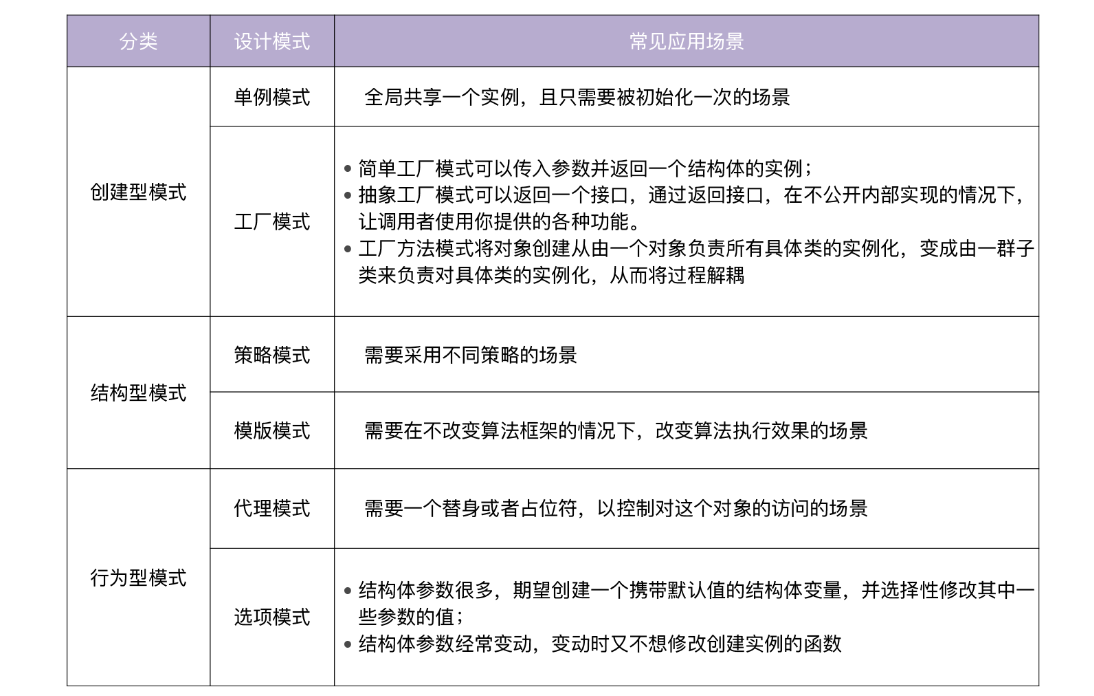 分类 设计模式 常见应用场景
创建型模式
单例模式 全局共享一个实例，且只需要被初始化一次的场景
工厂模式
• 简单工厂模式可以传入参数并返回一个结构体的实例；
• 抽象工厂模式可以返回一个接口，通过返回接口，在不公开内部实现的情况下，
让调用者使用你提供的各种功能。
• 工厂方法模式将对象创建从由一个对象负责所有具体类的实例化，变成由一群子
类来负责对具体类的实例化，从而将过程解耦
结构型模式
策略模式 需要采用不同策略的场景
模版模式 需要在不改变算法框架的情况下，改变算法执行效果的场景
行为型模式
代理模式 需要一个替身或者占位符，以控制对这个对象的访问的场景
选项模式
• 结构体参数很多，期望创建一个携带默认值的结构体变量，并选择性修改其中一
些参数的值；
• 结构体参数经常变动，变动时又不想修改创建实例的函数